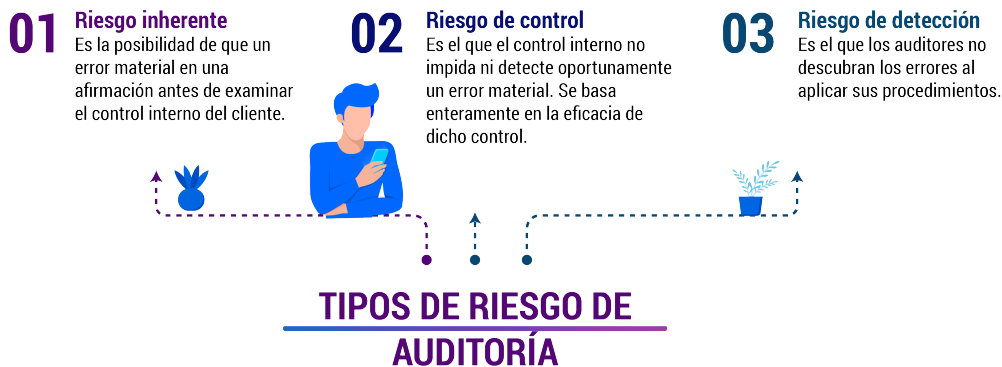 01
Riesgo inherente
Es la posibilidad de que un
error material en una
afirmación antes de examinar
el control interno del cliente.
02
Riesgo de control
Es el que el control interno no
impida ni detecte oportunamente
un error material. Se basa
enteramente en la eficacia de
dicho control.
03
Riesgo de detección
Es el que los auditores no
descubran los errores al
aplicar sus procedimientos.
TIPOS DE RIESGO DE
AUDITORÍA